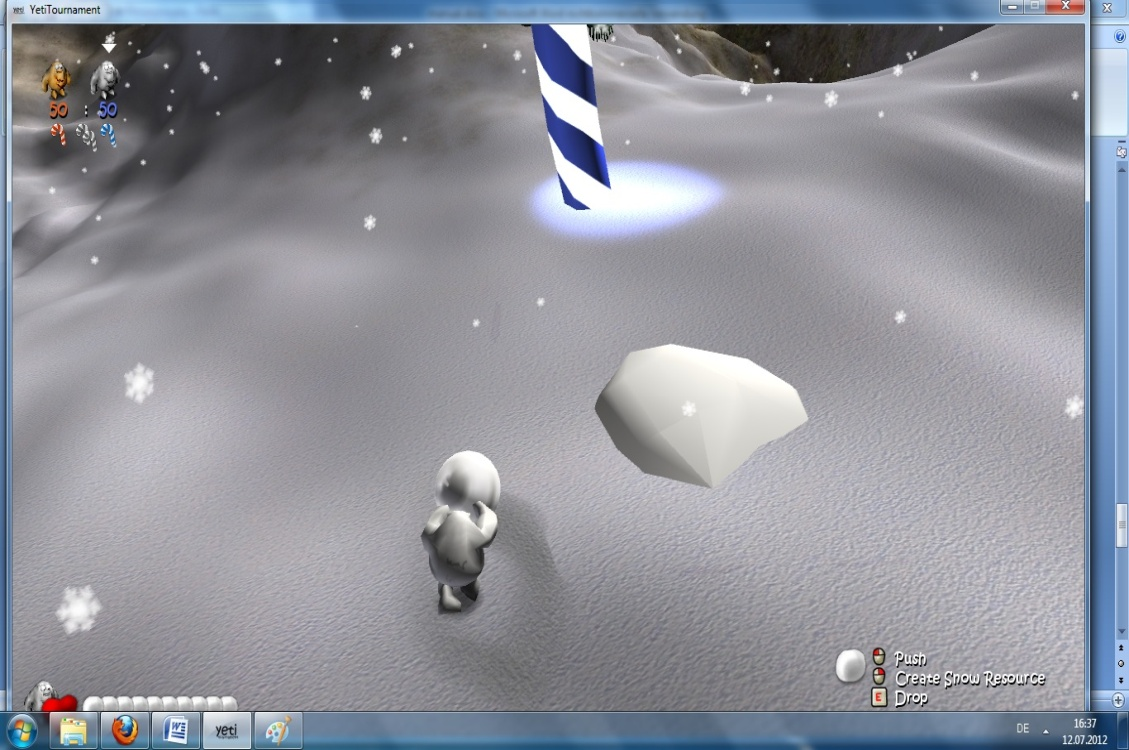 YetiTournament
50 : 50
Push
Create Snow Resource
E Drop
yeti
DE
16:37
12.07.2012